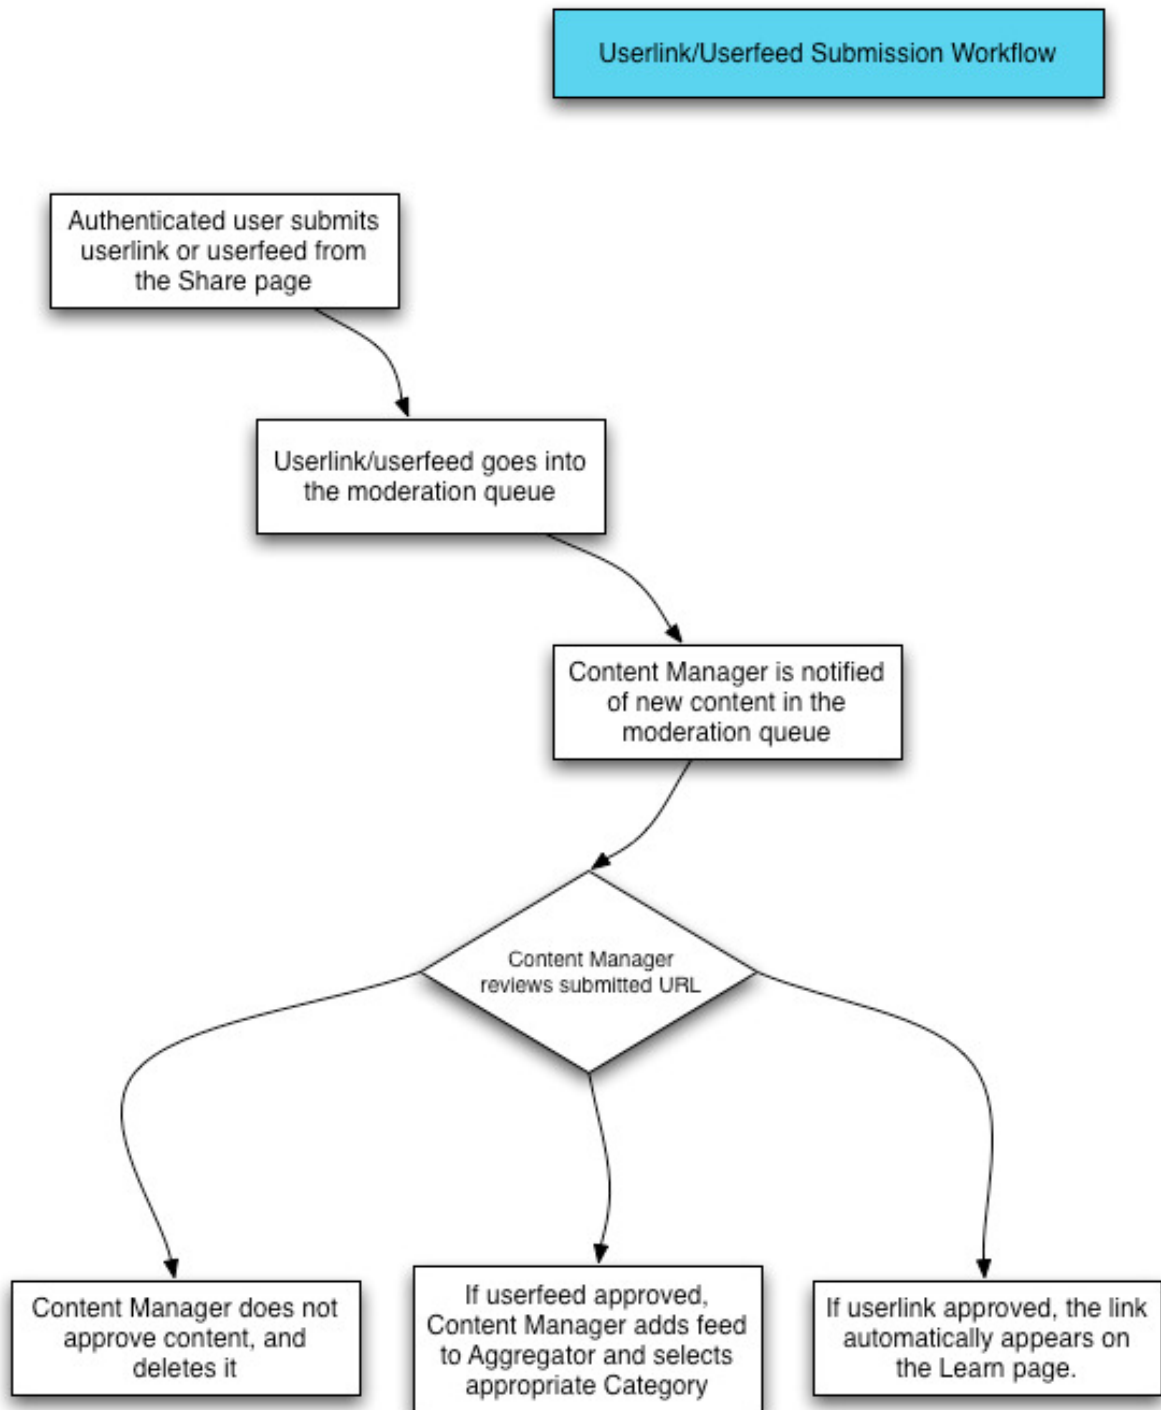 Userlink/Userfeed Submission Workflow
Authenticated user submits
userlink or userfeed from
the Share page
Userlink/userfeed goes into
the moderation queue
Content Manager is notified
of new content in the
moderation queue
Content Manager
reviews submitted URL
Content Manager does not
approve content, and
deletes it
If userfeed approved,
Content Manager adds feed
to Aggregator and selects
appropriate Category
If userlink approved, the link
automatically appears on
the Learn page.